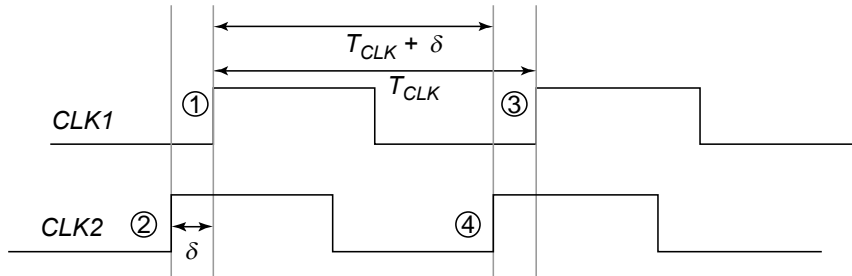 T_CLK + δ
T_CLK
① ③
CLK1
② ④
CLK2
δ